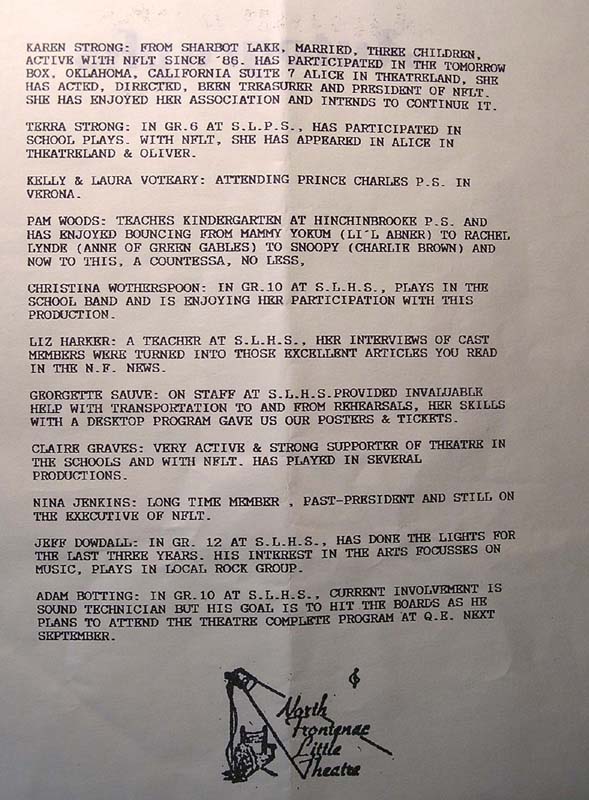 KAREN STRONG: FROM SHARBOT LAKE, MARRIED, THREE CHILDREN,
ACTIVE WITH NFLT SINCE ´86. HAS PARTICIPATED IN THE TOMORROW
BOX, OKLAHOMA, CALIFORNIA SUITE 7 ALICE IN THEATRELAND, SHE
HAS ACTED, DIRECTED, BEEN TREASURER AND PRESIDENT OF NFLT.
SHE HAS ENJOYED HER ASSOCIATION AND INTENDS TO CONTINUE IT.
TERRA STRONG: IN GR.6 AT S.L.P.S., HAS PARTICIPATED IN
SCHOOL PLAYS. WITH NFLT, SHE HAS APPEARED IN ALICE IN
THEATRELAND & OLIVER.
KELLY & LAURA VOTEARY: ATTENDING PRINCE CHARLES P.S. IN
VERONA.
PAM WOODS: TEACHES KINDERGARTEN AT HINCHINBROOKE P.S. AND
HAS ENJOYED BOUNCING FROM MAMMY YOKUM (LI´L ABNER) TO RACHEL
LYNDE (ANNE OF GREEN GABLES) TO SNOOPY (CHARLIE BROWN) AND
NOW TO THIS, A COUNTESSA, NO LESS,
CHRISTINA WOTHERSPOON: IN GR.10 AT S.L.H.S., PLAYS IN THE
SCHOOL BAND AND IS ENJOYING HER PARTICIPATION WITH THIS
PRODUCTION.
LIZ HARKER: A TEACHER AT S.L.H.S., HER INTERVIEWS OF CAST
MEMBERS WERE TURNED INTO THOSE EXCELLENT ARTICLES YOU READ
IN THE N.F. NEWS.
GEORGETTE SAUVE: ON STAFF AT S.L.H.S.PROVIDED INVALUABLE
HELP WITH TRANSPORTATION TO AND FROM REHEARSALS, HER SKILLS
WITH A DESKTOP PROGRAM GAVE US OUR POSTERS & TICKETS.
CLAIRE GRAVES: VERY ACTIVE & STRONG SUPPORTER OF THEATRE IN
THE SCHOOLS AND WITH NFLT. HAS PLAYED IN SEVERAL
PRODUCTIONS.
NINA JENKINS: LONG TIME MEMBER , PAST-PRESIDENT AND STILL ON
THE EXECUTIVE OF NFLT.
JEFF DOWDALL: IN GR. 12 AT S.L.H.S., HAS DONE THE LIGHTS FOR
THE LAST THREE YEARS. HIS INTEREST IN THE ARTS FOCUSSES ON
MUSIC, PLAYS IN LOCAL ROCK GROUP.
ADAM BOTTING: IN GR.10 AT S.L.H.S., CURRENT INVOLVEMENT IS
SOUND TECHNICIAN BUT HIS GOAL IS TO HIT THE BOARDS AS HE
PLANS TO ATTEND THE THEATRE COMPLETE PROGRAM AT Q.E. NEXT
SEPTEMBER.
North
Frontenac
Little
Theatre